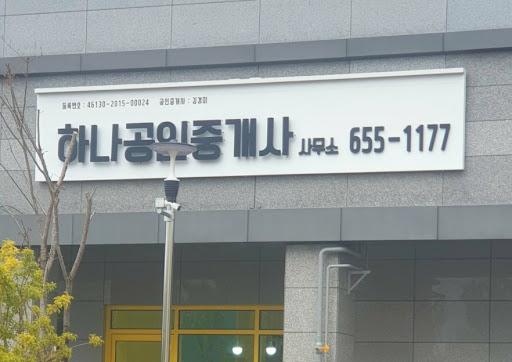 등록번호 : 46130-2015-00024 공인중개사 : 김경미
하나공인중개사 사무소 655-1177